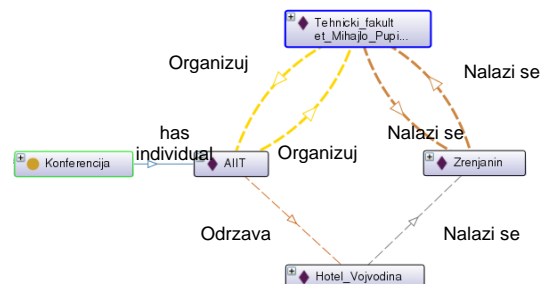 Tehnicki_fakult
et_Mihajlo_Pupi...
Organizuj
Nalazi se
has
individual
Nalazi se
Konferencija
AIIT
Organizuj
Zrenjanin
Odrzava
Nalazi se
Hotel_Vojvodina